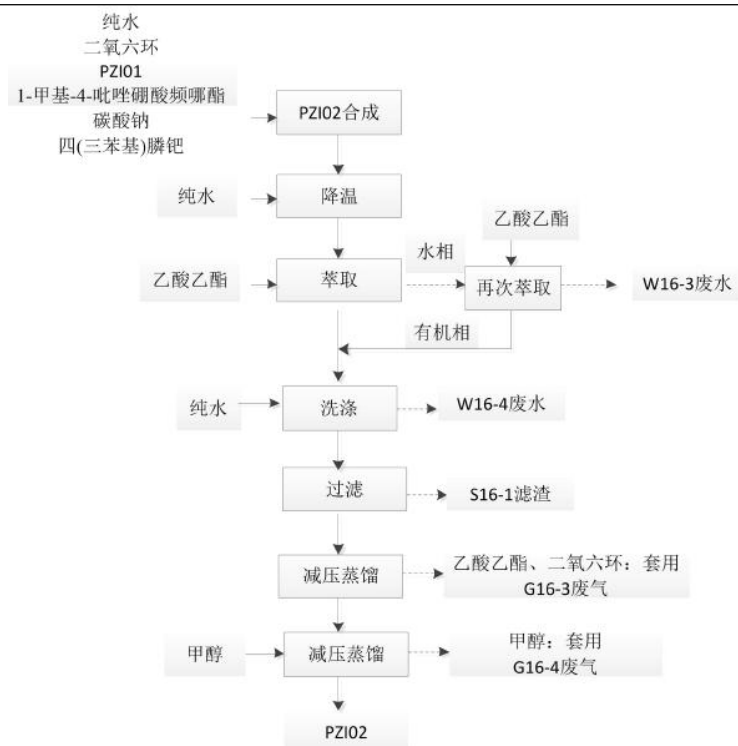 纯水
二氧六环
PZI01
1-甲基-4-吡唑硼酸频哪酯
碳酸钠
四(三苯基)膦钯
PZI02合成
纯水
降温
乙酸乙酯
乙酸乙酯
萃取
水相
再次萃取
W16-3废水
有机相
纯水
洗涤
W16-4废水
过滤
S16-1滤渣
减压蒸馏
乙酸乙酯、二氧六环：套用
G16-3废气
甲醇
减压蒸馏
甲醇：套用
G16-4废气
PZI02